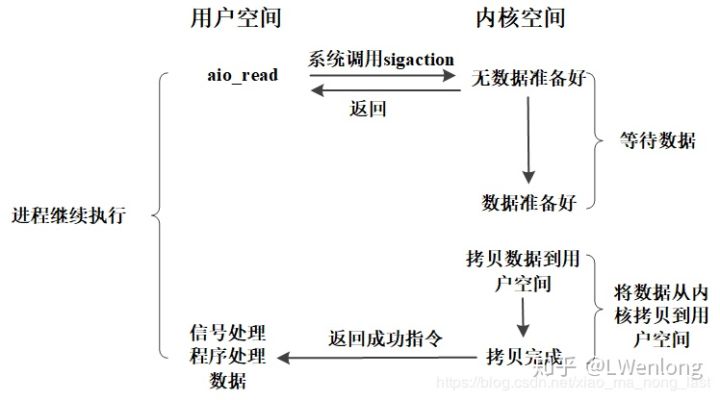 用户空间
内核空间
系统调用sigaction
aio_read
无数据准备好
返回
等待数据
进程继续执行
数据准备好
拷贝数据到用
户空间
将数据从内
核拷贝到用
户空间
信号处理
程序处理
数据
返回成功指令
拷贝完成
知乎 @LWenlong
https://blog.csdn.net/xiao_ma_nong_last